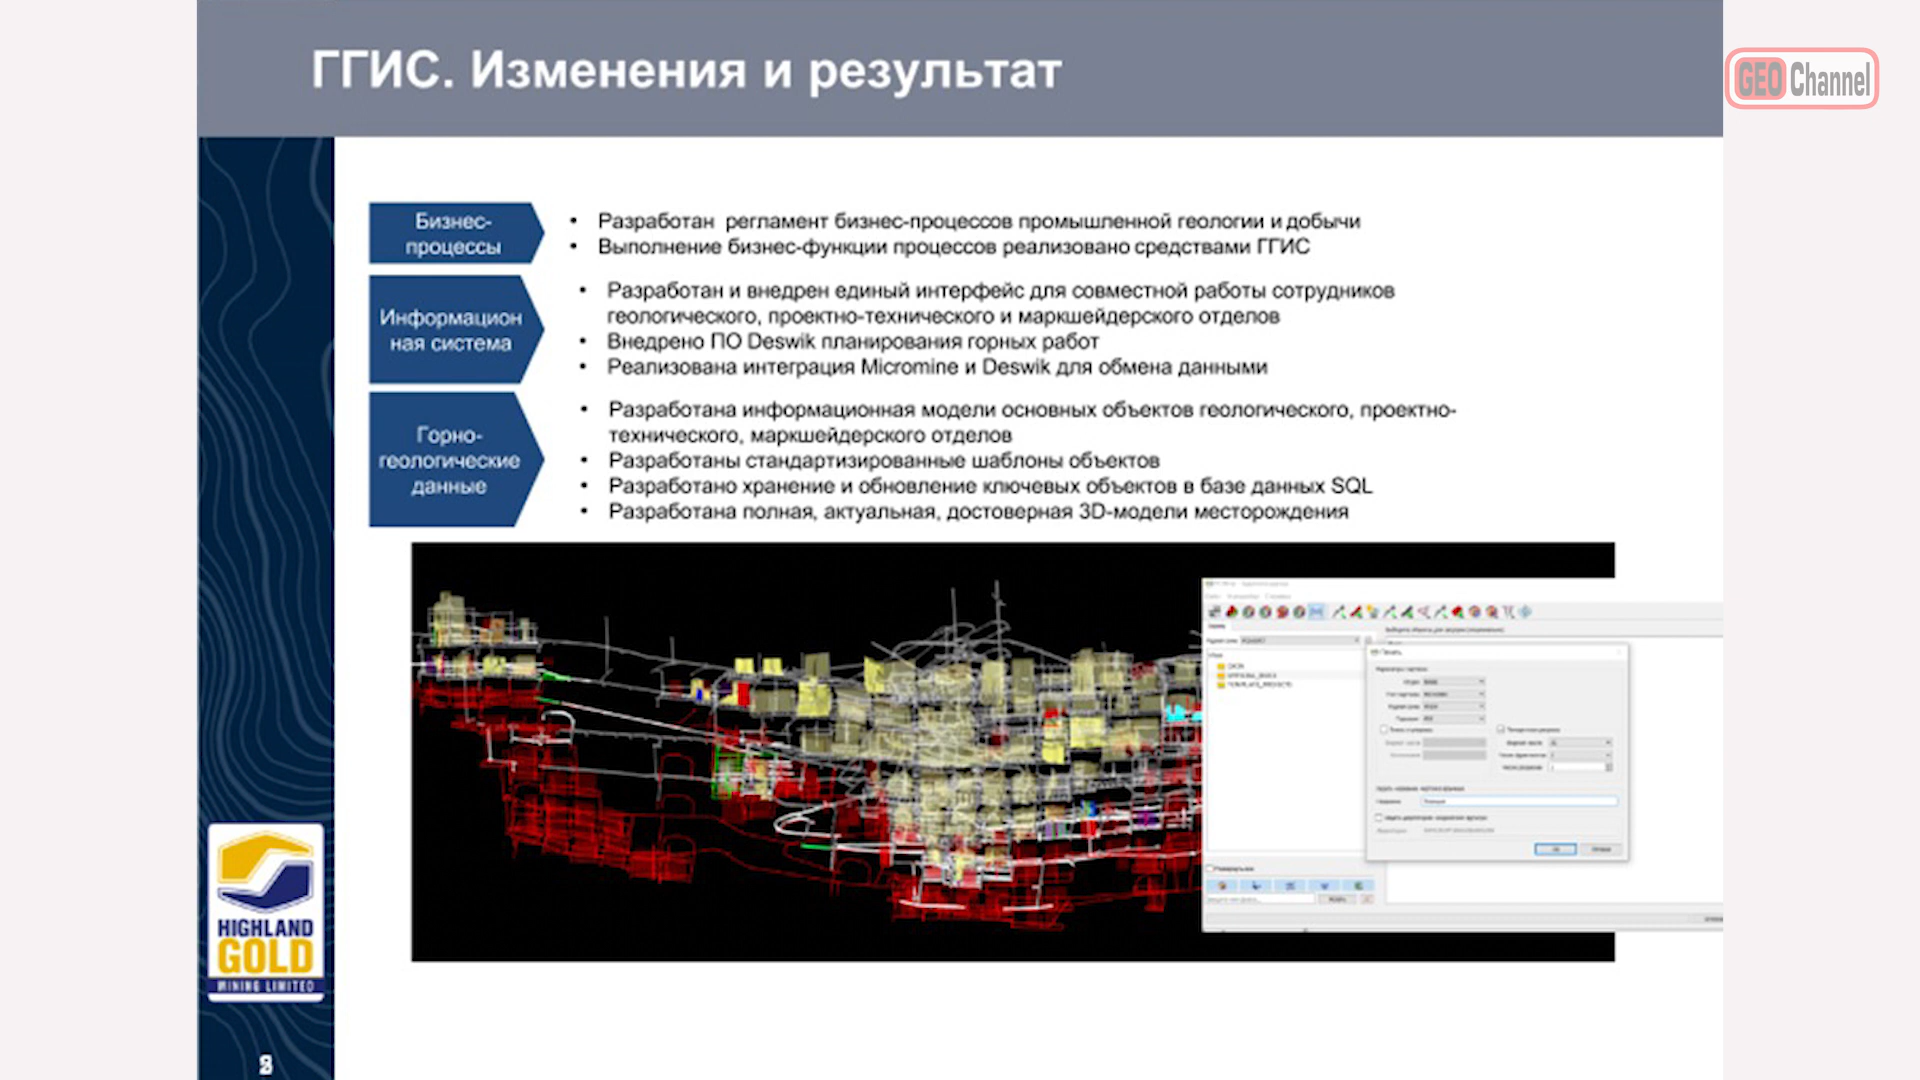 ГГИС. Изменения и результат
GEO Channel
Бизнес-
процессы
• Разработан регламент бизнес-процессов промышленной геологии и добычи
• Выполнение бизнес-функции процессов реализовано средствами ГГИС
Информацион
ная система
• Разработан и внедрен единый интерфейс для совместной работы сотрудников
геологического, проектно-технического и маркшейдерского отделов
• Внедрено ПО Deswik планирования горных работ
• Реализована интеграция Micromine и Deswik для обмена данными
Горно-
геологические
данные
• Разработана информационная модели основных объектов геологического, проектно-
технического, маркшейдерского отделов
• Разработаны стандартизированные шаблоны объектов
• Разработано хранение и обновление ключевых объектов в базе данных SQL
• Разработана полная, актуальная, достоверная 3D-модели месторождения
HIGHLAND
GOLD
MINING LIMITED